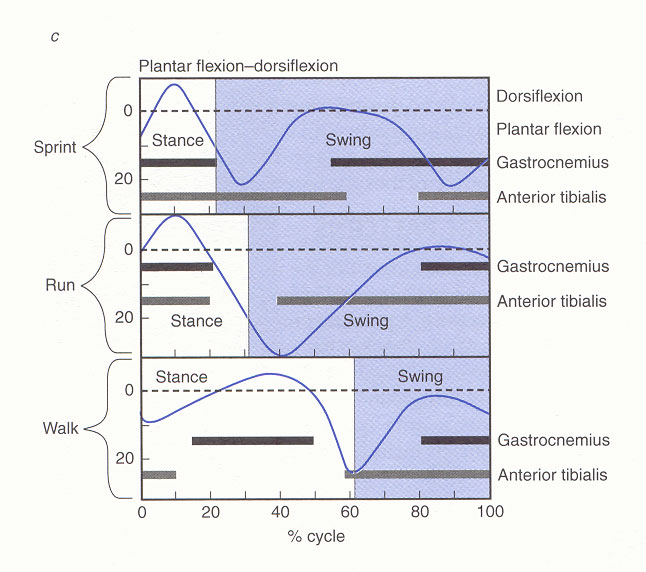 c
Plantar flexion–dorsiflexion
Sprint
0
20
Stance
Swing
Dorsiflexion
Plantar flexion
Gastrocnemius
Anterior tibialis
Run
0
20
Stance
Swing
Gastrocnemius
Anterior tibialis
Walk
0
20
Stance
Swing
Gastrocnemius
Anterior tibialis
0 20 40 60 80 100
% cycle